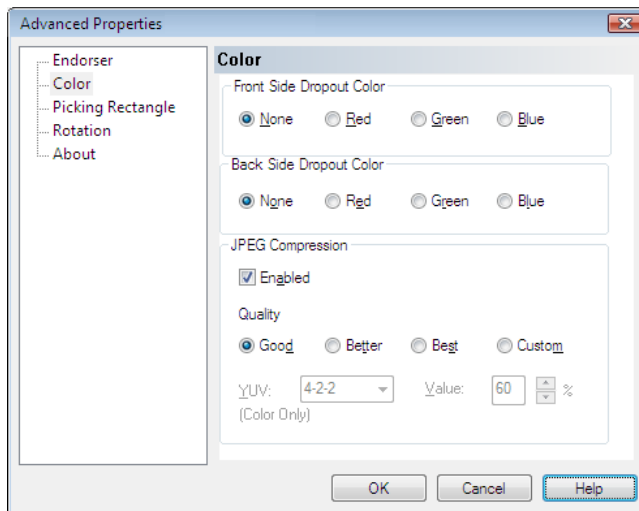 Advanced Properties
Endorser
Color
Picking Rectangle
Rotation
About
Color
Front Side Dropout Color
None Red Green Blue
Back Side Dropout Color
None Red Green Blue
JPEG Compression
Enabled
Quality
Good Better Best Custom
YUV: 4-2-2 Value: 60 %
(Color Only)
OK Cancel Help